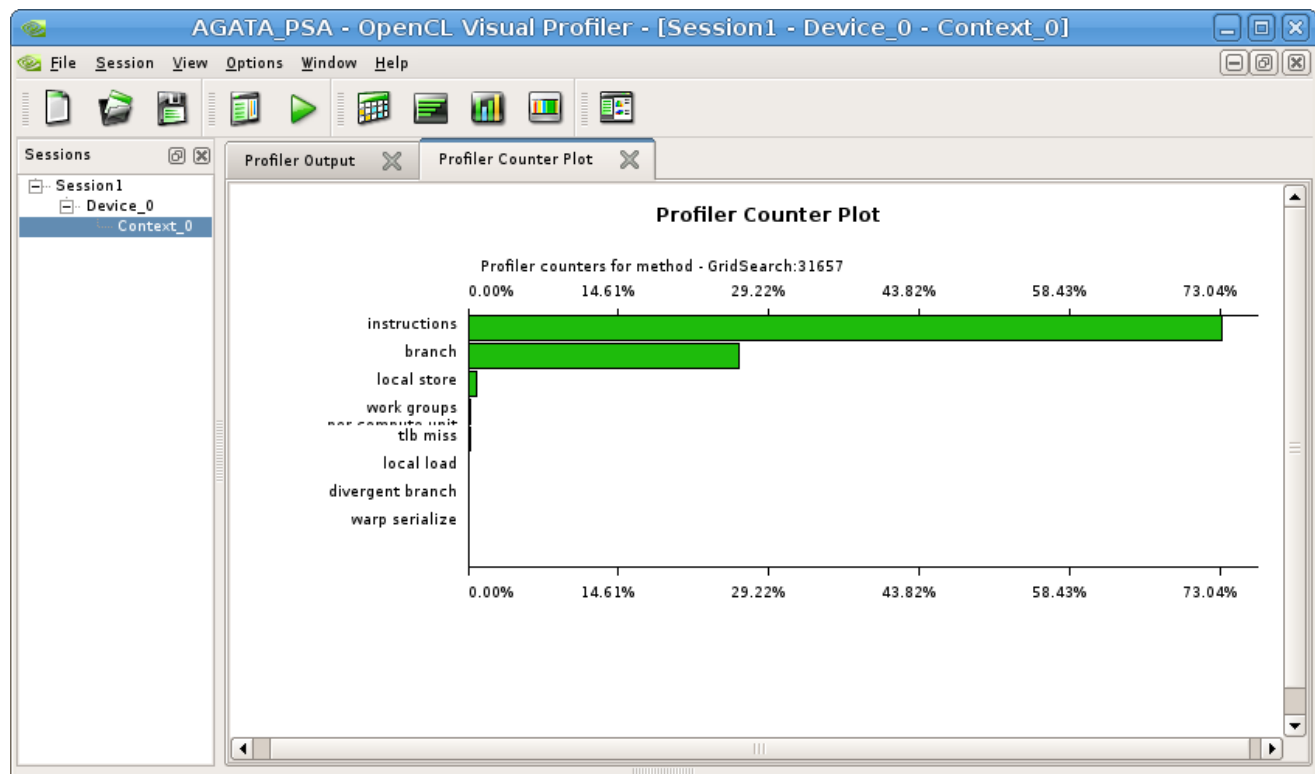 AGATA_PSA - OpenCL Visual Profiler - [Session1 - Device_0 - Context_0]
File Session View Options Window Help
Sessions
Profiler Output
Profiler Counter Plot
Session1
Device_0
Context_0
Profiler Counter Plot
Profiler counters for method - GridSearch:31657
0.00% 14.61% 29.22% 43.82% 58.43% 73.04%
instructions
branch
local store
work groups
per compute unit
tlb miss
local load
divergent branch
warp serialize
0.00% 14.61% 29.22% 43.82% 58.43% 73.04%